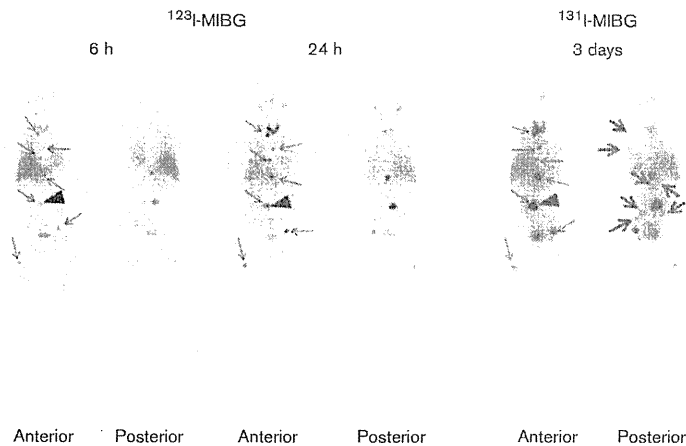 ¹²³I-MIBG ¹³¹I-MIBG
6 h 24 h 3 days
Anterior Posterior Anterior Posterior Anterior Posterior